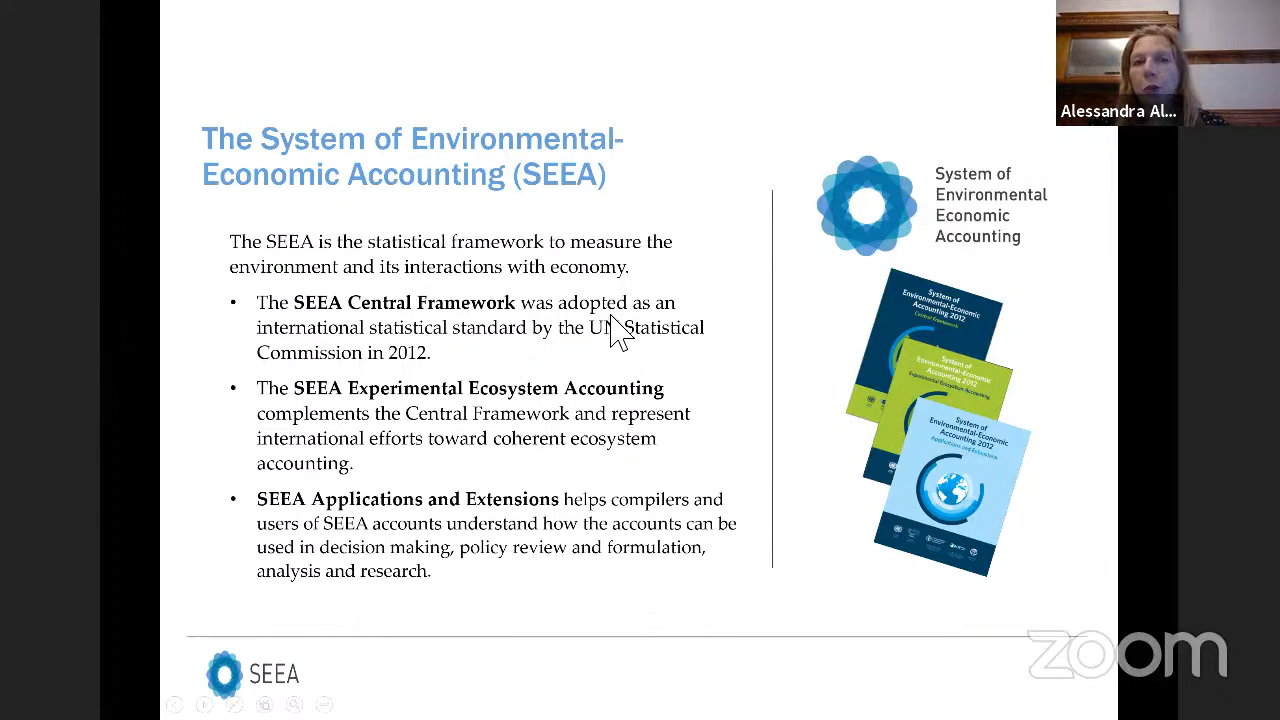 Alessandra Al...
The System of Environmental-
Economic Accounting (SEEA)
System of
Environmental
Economic
Accounting
The SEEA is the statistical framework to measure the
environment and its interactions with economy.
• The SEEA Central Framework was adopted as an
international statistical standard by the UN Statistical
Commission in 2012.
• The SEEA Experimental Ecosystem Accounting
complements the Central Framework and represent
international efforts toward coherent ecosystem
accounting.
• SEEA Applications and Extensions helps compilers and
users of SEEA accounts understand how the accounts can be
used in decision making, policy review and formulation,
analysis and research.
System of
Environmental-Economic
Accounting 2012
Central Framework
System of
Environmental-Economic
Accounting 2012
Experimental Ecosystem Accounting
System of
Environmental-Economic
Accounting 2012
Applications and Extensions
SEEA
zoom